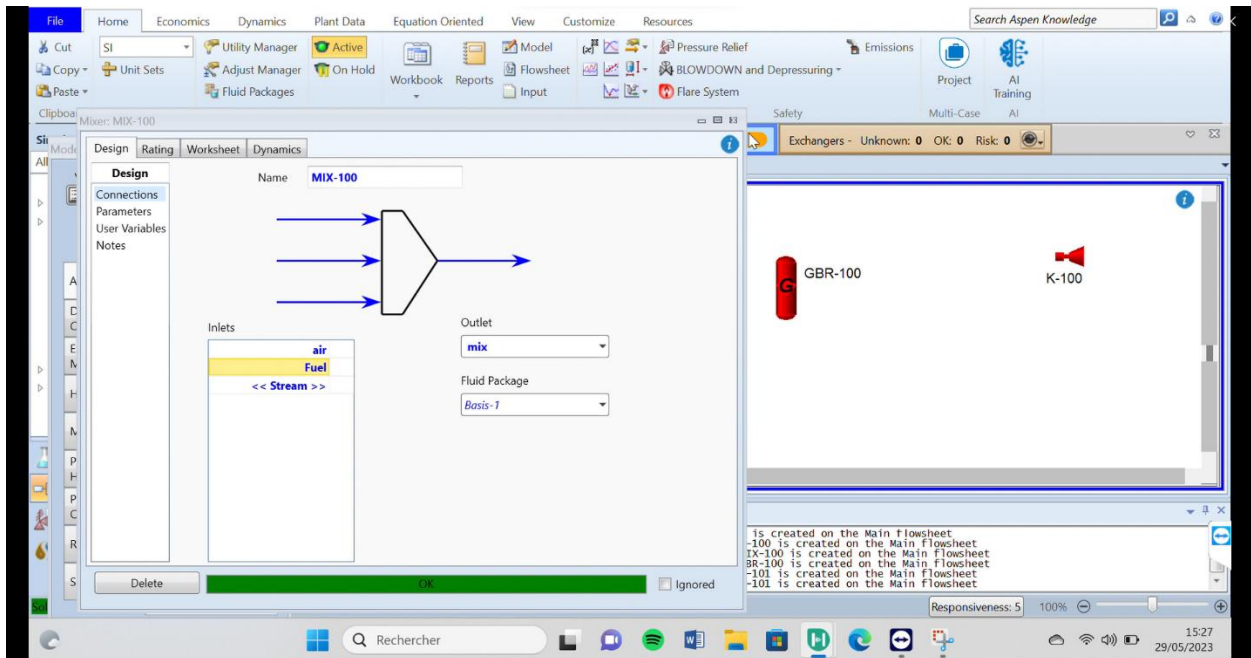 File Home Economics Dynamics Plant Data Equation Oriented View Customize Resources Search Aspen Knowledge
Cut SI Utility Manager Active Model Pressure Relief Emissions
Copy Unit Sets Adjust Manager On Hold Workbook Reports Flowsheet BLOWDOWN and Depressuring Project AI Training
Paste Fluid Packages Input Flare System
Clipboa Safety Multi-Case AI
Mixer: MIX-100
Exchangers - Unknown: 0 OK: 0 Risk: 0
Design Rating Worksheet Dynamics
Design
Name MIX-100
Connections
Parameters
User Variables
Notes
GBR-100
G
K-100
Inlets
Outlet
air
mix
Fuel
<< Stream >>
Fluid Package
Basis-1
is created on the Main flowsheet
-100 is created on the Main flowsheet
IX-100 is created on the Main flowsheet
BR-100 is created on the Main flowsheet
-101 is created on the Main flowsheet
-101 is created on the Main flowsheet
Delete OK Ignored
Responsiveness: 5 100%
Rechercher
15:27
29/05/2023